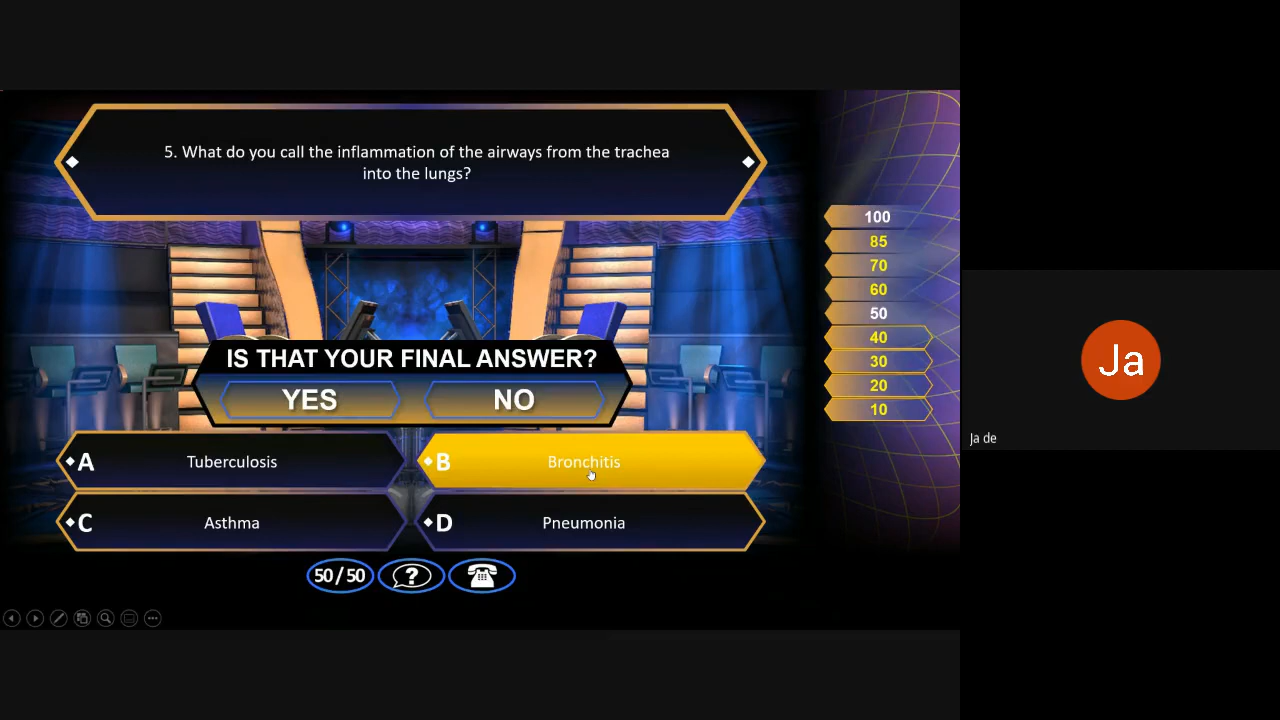 5. What do you call the inflammation of the airways from the trachea
into the lungs?
100
85
70
60
50
40
30
20
10
IS THAT YOUR FINAL ANSWER?
YES
NO
A Tuberculosis
B Bronchitis
C Asthma
D Pneumonia
50/50
?
Ja
Ja de